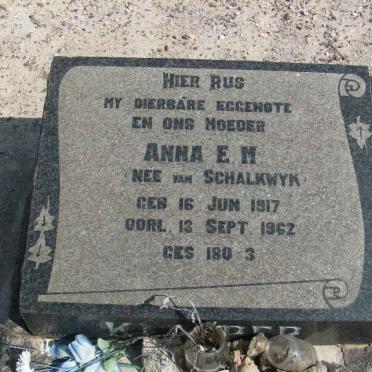 HIER RUS
MY DIERBARE EGGENOTE
EN ONS MOEDER
ANNA E M
(NEE VAN SCHALKWYK)
GEB 16 JUN 1917
OORL 13 SEPT 1962
GES 180 3